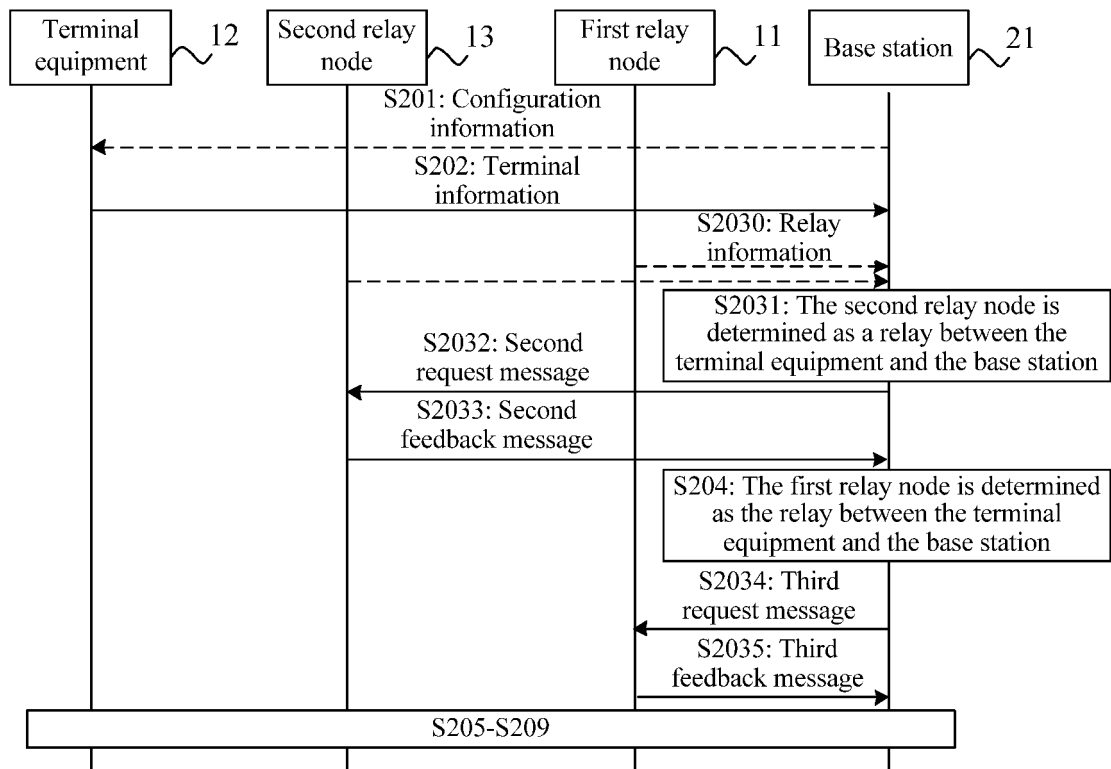 Terminal
equipment
12
Second relay
node
13
First relay
node
11
Base station
21
S201: Configuration
information
S202: Terminal
information
S2030: Relay
information
S2031: The second relay node is
determined as a relay between the
terminal equipment and the base station
S2032: Second
request message
S2033: Second
feedback message
S204: The first relay node is determined
as the relay between the terminal
equipment and the base station
S2034: Third
request message
S2035: Third
feedback message
S205-S209